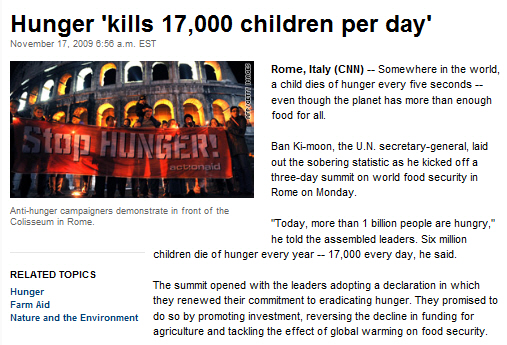 Hunger 'kills 17,000 children per day'
November 17, 2009 6:56 a.m. EST
Stop HUNGER!
actionaid
AFP/GETTY IMAGES
Anti-hunger campaigners demonstrate in front of the
Colisseum in Rome.
RELATED TOPICS
Hunger
Farm Aid
Nature and the Environment
Rome, Italy (CNN) -- Somewhere in the world,
a child dies of hunger every five seconds --
even though the planet has more than enough
food for all.
Ban Ki-moon, the U.N. secretary-general, laid
out the sobering statistic as he kicked off a
three-day summit on world food security in
Rome on Monday.
"Today, more than 1 billion people are hungry,"
he told the assembled leaders. Six million
children die of hunger every year -- 17,000 every day, he said.
The summit opened with the leaders adopting a declaration in which
they renewed their commitment to eradicating hunger. They promised to
do so by promoting investment, reversing the decline in funding for
agriculture and tackling the effect of global warming on food security.